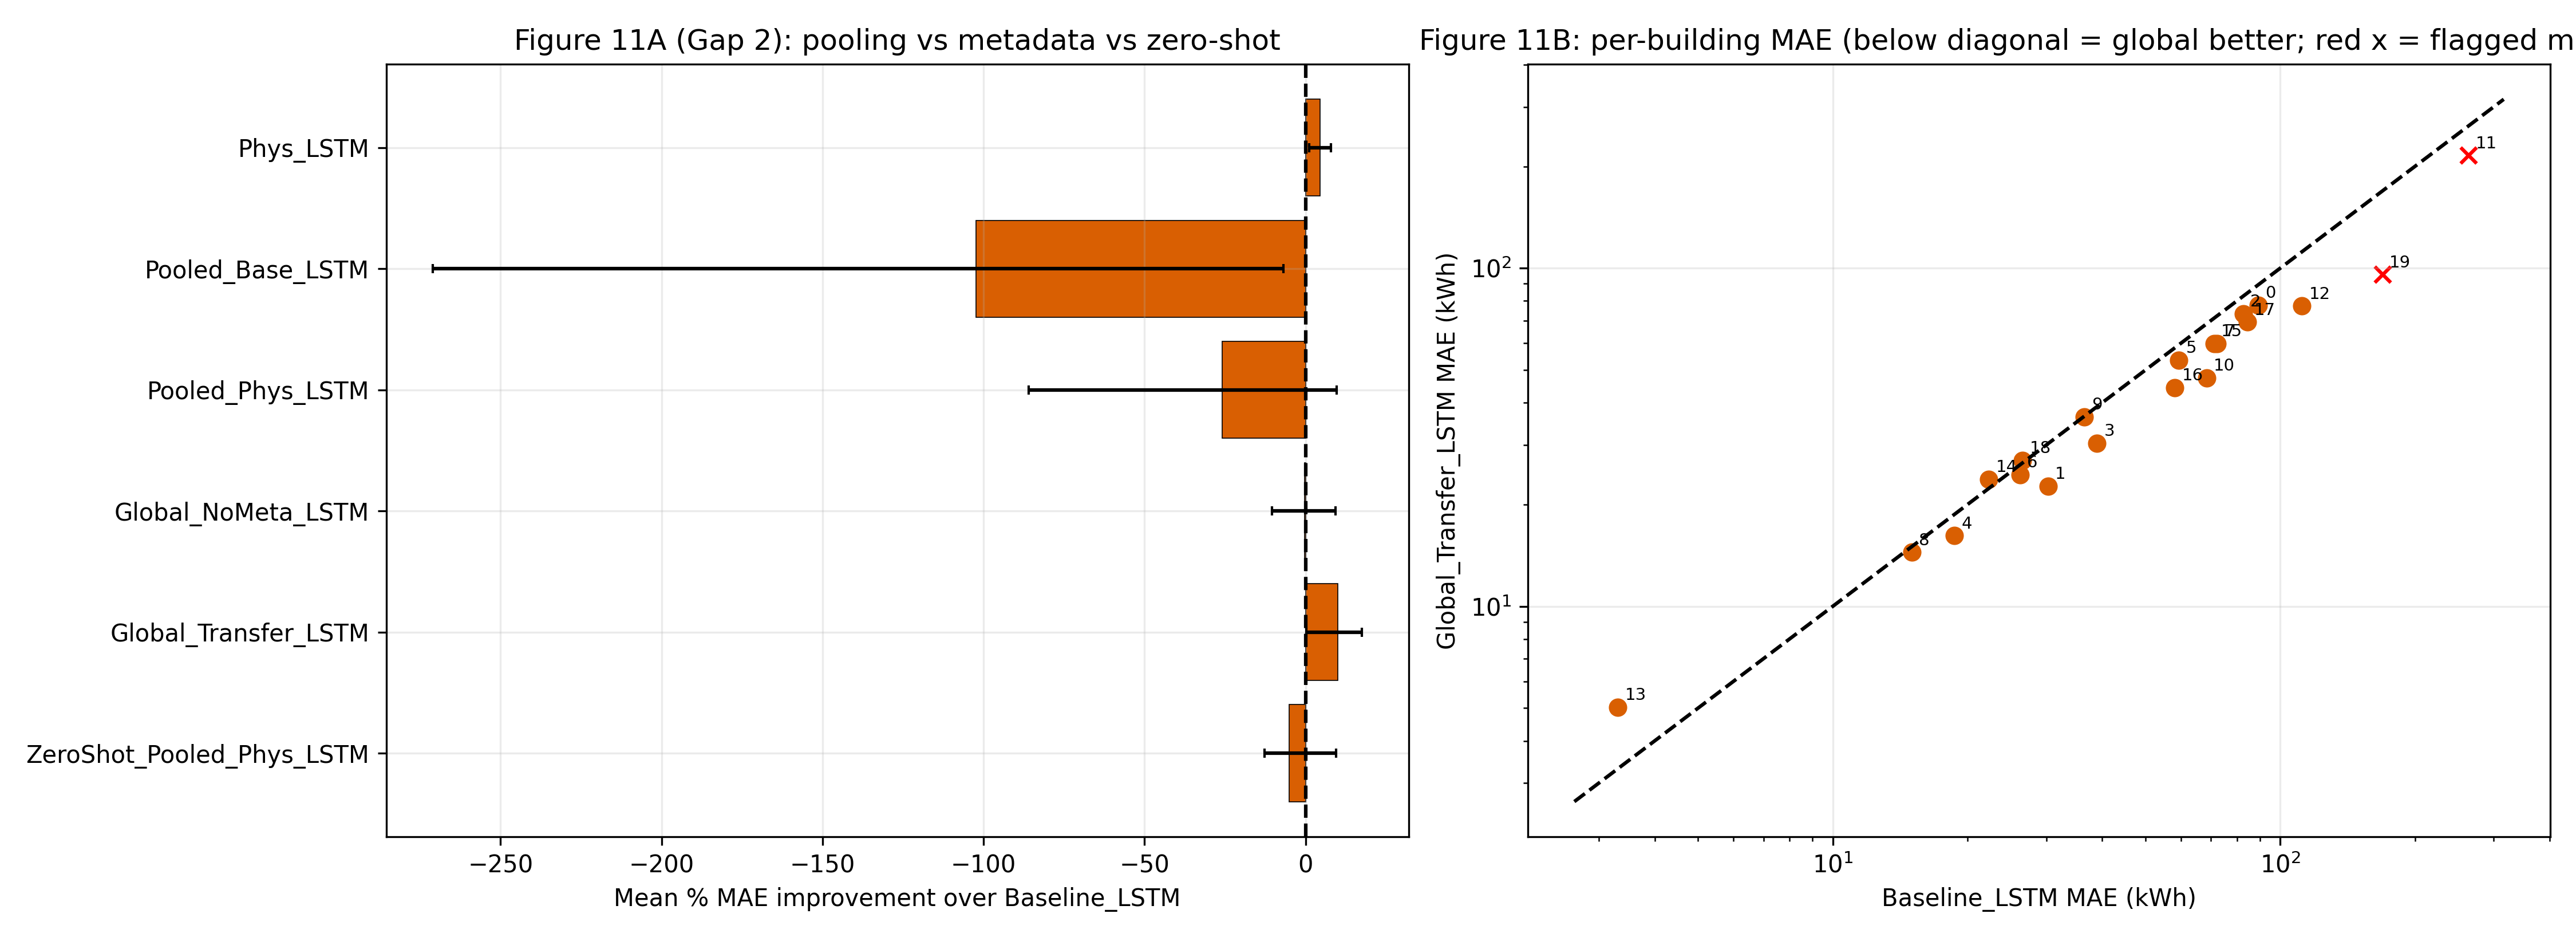 Figure 11A (Gap 2): pooling vs metadata vs zero-shot
Phys_LSTM
Pooled_Base_LSTM
Pooled_Phys_LSTM
Global_NoMeta_LSTM
Global_Transfer_LSTM
ZeroShot_Pooled_Phys_LSTM
−250 −200 −150 −100 −50 0
Mean % MAE improvement over Baseline_LSTM
Figure 11B: per-building MAE (below diagonal = global better; red x = flagged m
Global_Transfer_LSTM MAE (kWh)
10²
10¹
11
19
0
12
2
17
15
7
5
10
16
9
3
18
14
6
1
4
8
13
10¹ 10²
Baseline_LSTM MAE (kWh)